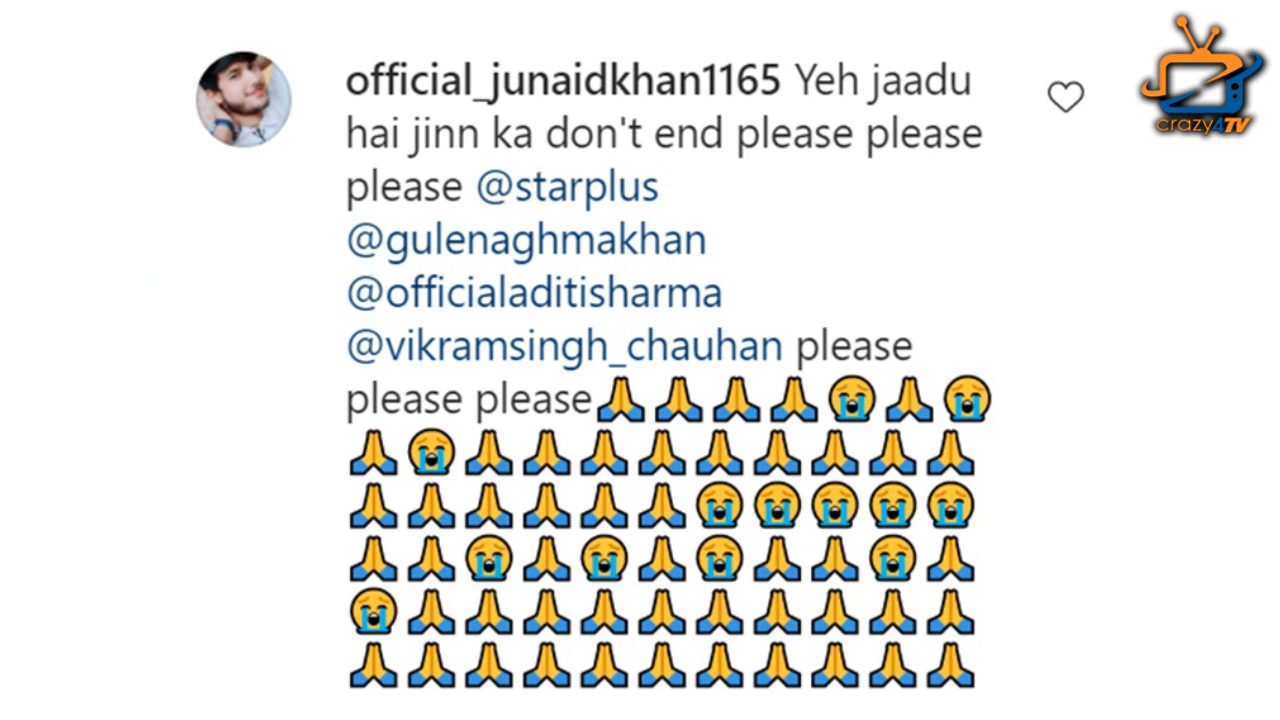 official_junaidkhan1165 Yeh jaadu
hai jinn ka don't end please please
please @starplus
@gulenaghmakhan
@officialaditisharma
@vikramsingh_chauhan please
please please🙏🙏🙏🙏😭🙏😭
🙏😭🙏🙏🙏🙏🙏🙏🙏🙏🙏
🙏🙏🙏🙏🙏🙏😭😭😭😭😭
🙏🙏😭🙏😭🙏😭🙏🙏😭🙏
😭🙏🙏🙏🙏🙏🙏🙏🙏🙏🙏
🙏🙏🙏🙏🙏🙏🙏🙏🙏🙏🙏
crazy4TV